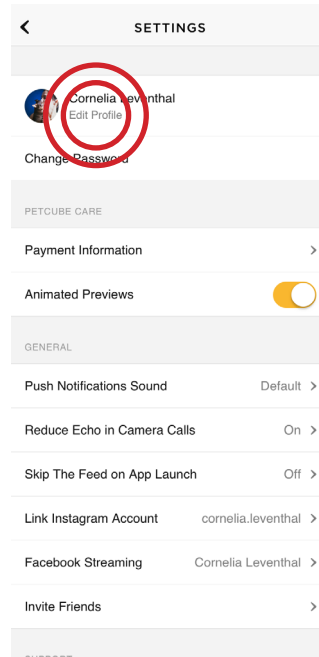 SETTINGS
Cornelia Leventhal
Edit Profile
Change Password
PETCUBE CARE
Payment Information
Animated Previews
GENERAL
Push Notifications Sound Default
Reduce Echo in Camera Calls On
Skip The Feed on App Launch Off
Link Instagram Account cornelia.leventhal
Facebook Streaming Cornelia Leventhal
Invite Friends
SUPPORT